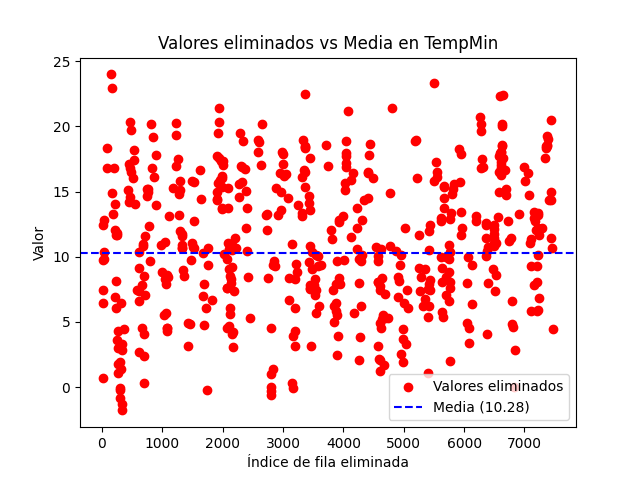 Valores eliminados vs Media en TempMin
25
20
15
10
5
0
Valor
0 1000 2000 3000 4000 5000 6000 7000
Índice de fila eliminada
Valores eliminados
Media (10.28)